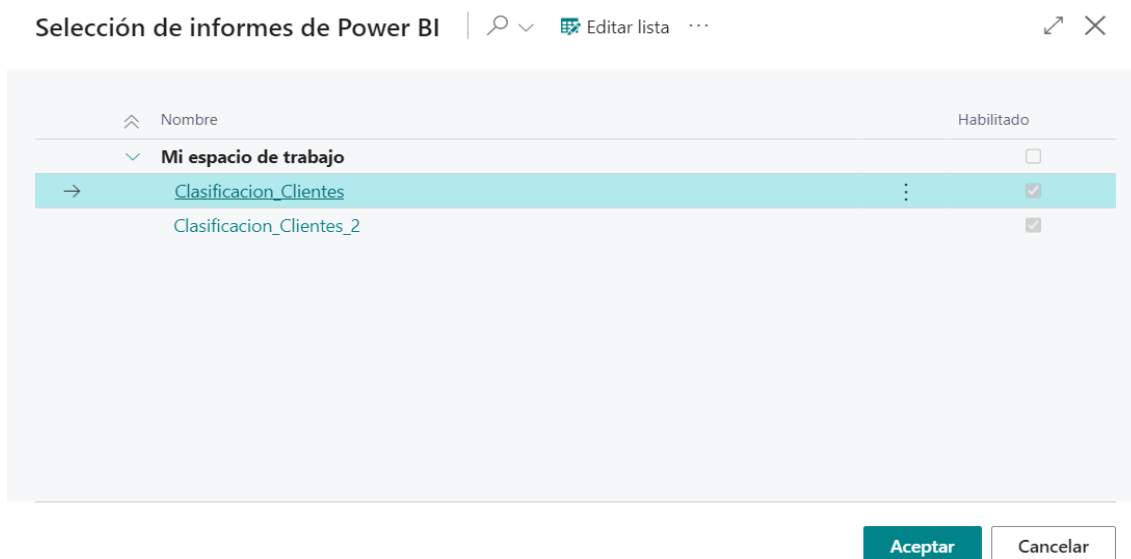 Selección de informes de Power BI Editar lista ...
Nombre Habilitado
Mi espacio de trabajo
Clasificacion_Clientes
Clasificacion_Clientes_2
Aceptar Cancelar